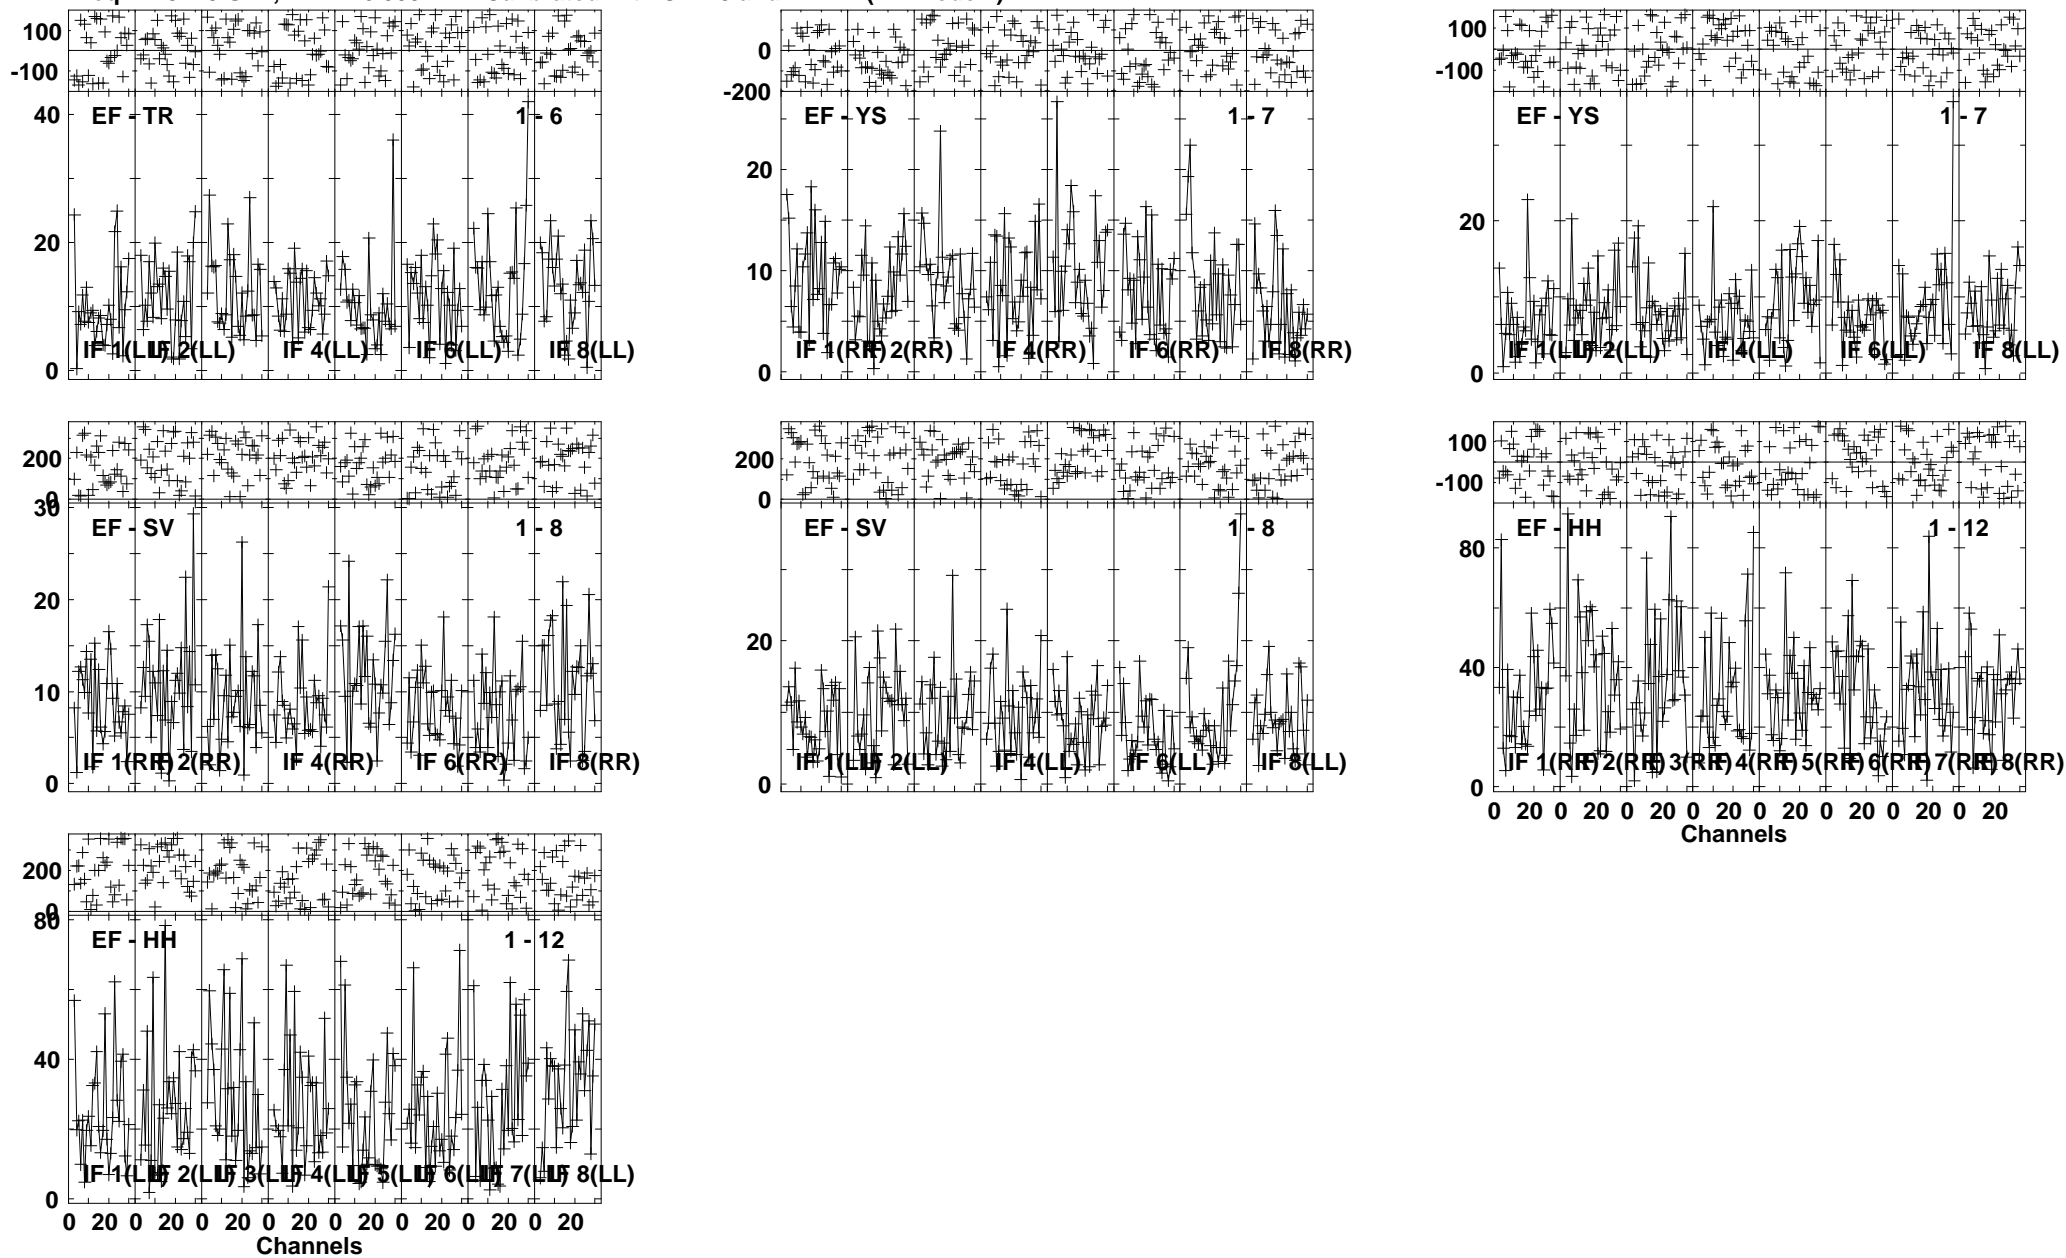 100
-100
40
20
0
EF - TR
1 - 6
IF 1(LL) IF 2(LL) IF 4(LL) IF 6(LL) IF 8(LL)
0
-200
20
10
0
EF - YS
1 - 7
IF 1(RR) IF 2(RR) IF 4(RR) IF 6(RR) IF 8(RR)
100
-100
20
0
EF - YS
1 - 7
IF 1(LL) IF 2(LL) IF 4(LL) IF 6(LL) IF 8(LL)
200
0
30
20
10
0
EF - SV
1 - 8
IF 1(RR) IF 2(RR) IF 4(RR) IF 6(RR) IF 8(RR)
200
0
20
0
EF - SV
1 - 8
IF 1(LL) IF 2(LL) IF 4(LL) IF 6(LL) IF 8(LL)
100
-100
80
40
0
EF - HH
1 - 12
IF 1(RR) IF 2(RR) IF 3(RR) IF 4(RR) IF 5(RR) IF 6(RR) IF 7(RR) IF 8(RR)
0 20 0 20 0 20 0 20 0 20 0 20 0 20 0 20
Channels
200
0
80
40
0
EF - HH
1 - 12
IF 1(LL) IF 2(LL) IF 3(LL) IF 4(LL) IF 5(LL) IF 6(LL) IF 7(LL) IF 8(LL)
0 20 0 20 0 20 0 20 0 20 0 20 0 20 0 20
Channels